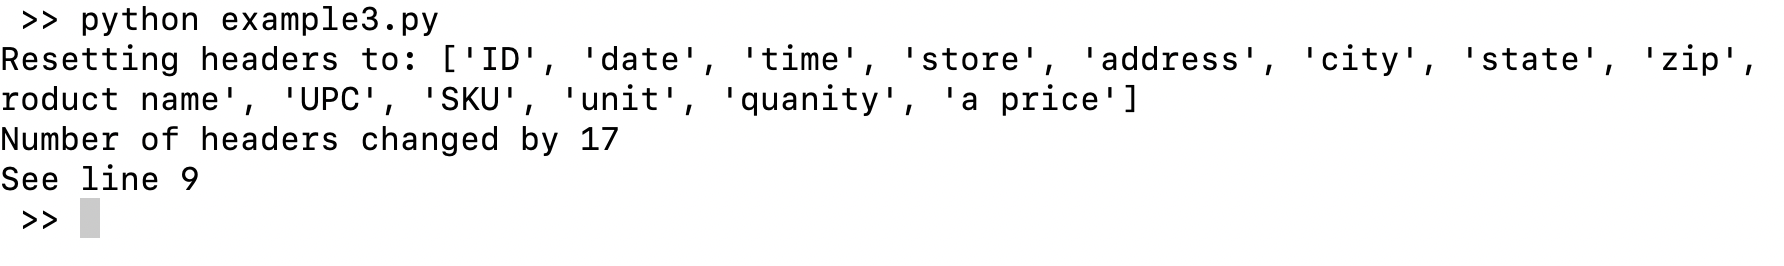 >> python example3.py
Resetting headers to: ['ID', 'date', 'time', 'store', 'address', 'city', 'state', 'zip',
roduct name', 'UPC', 'SKU', 'unit', 'quanity', 'a price']
Number of headers changed by 17
See line 9
>>